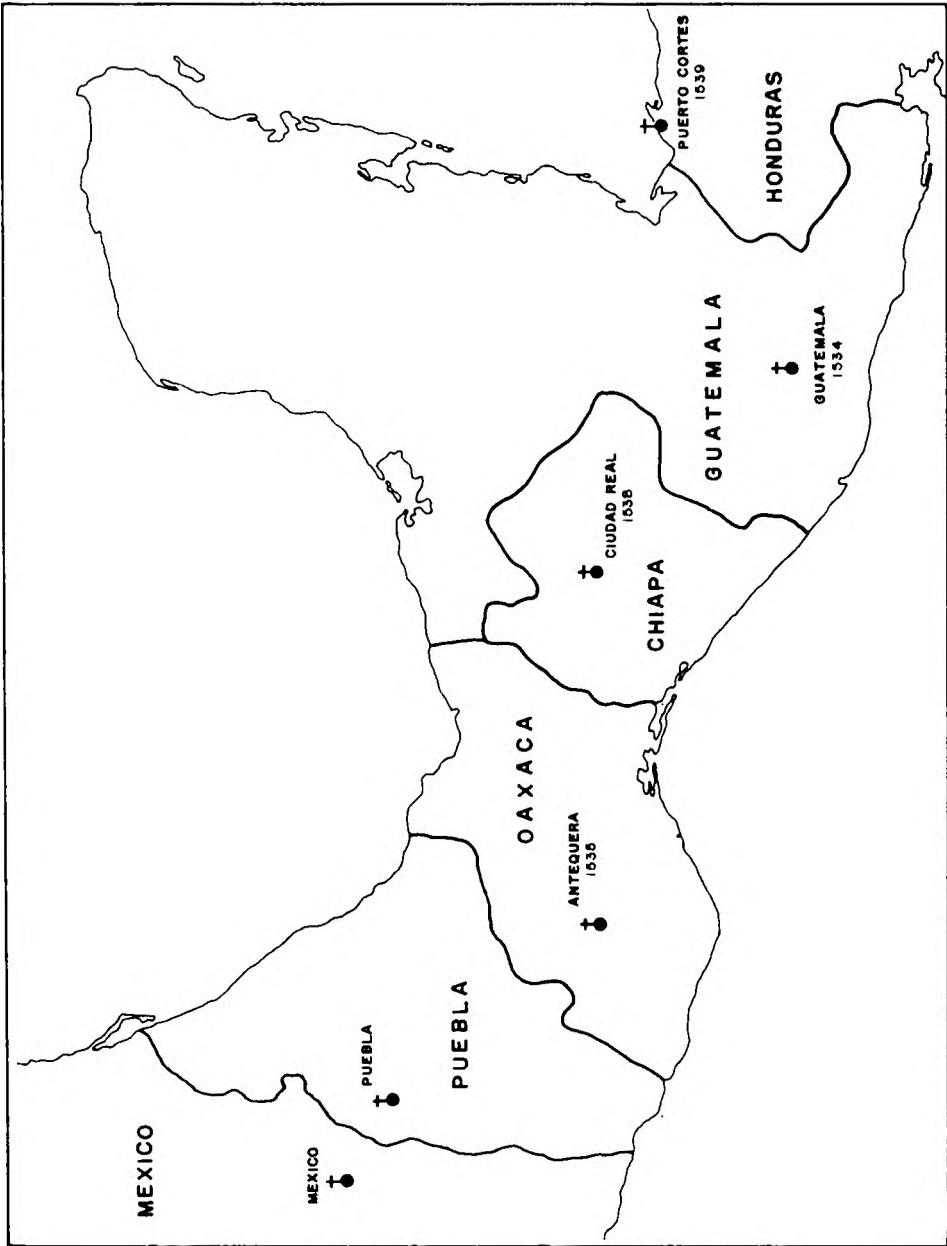 MEXICO
MEXICO
PUEBLA
PUEBLA
OAXACA
ANTEQUERA
1535
CHIAPA
CIUDAD REAL
1538
GUATEMALA
GUATEMALA
1534
HONDURAS
PUERTO CORTES
1539